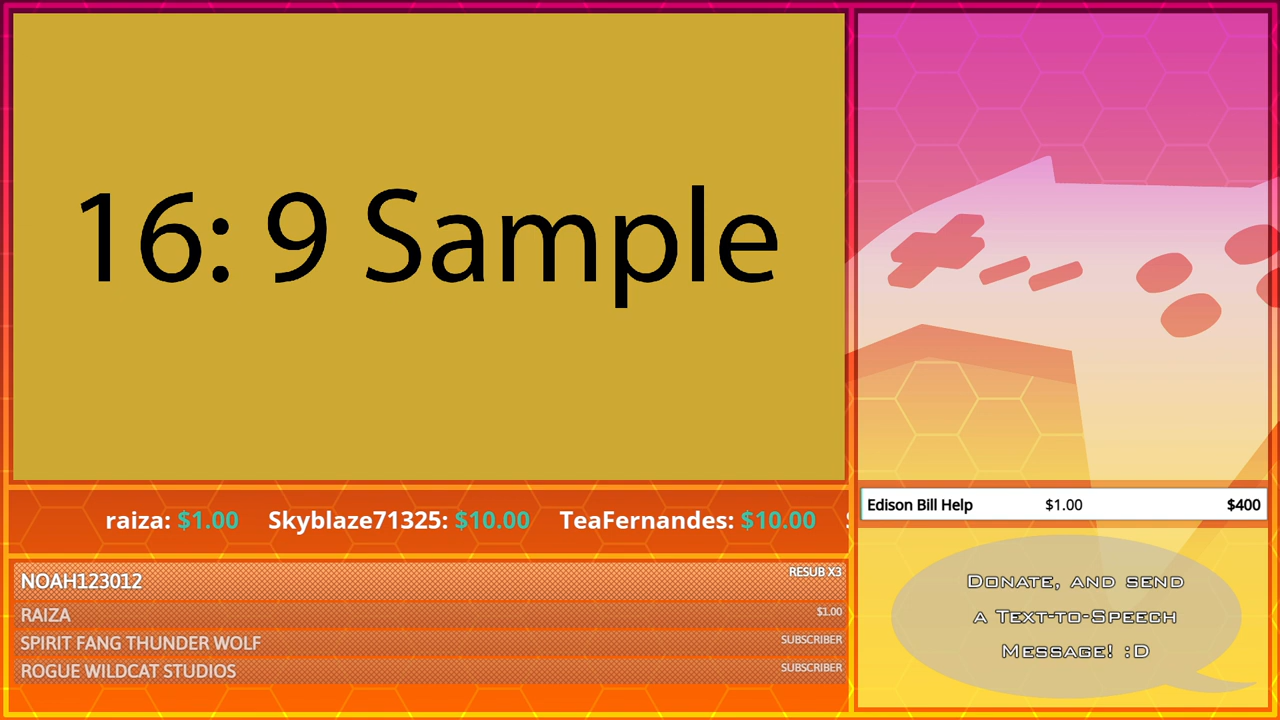 16: 9 Sample
raiza: $1.00 Skyblaze71325: $10.00 TeaFernandes: $10.00
NOAH123012 RESUB X3
RAIZA $1.00
SPIRIT FANG THUNDER WOLF SUBSCRIBER
ROGUE WILDCAT STUDIOS SUBSCRIBER
Edison Bill Help $1.00 $400
Donate, and send
a Text-to-Speech
Message! :D